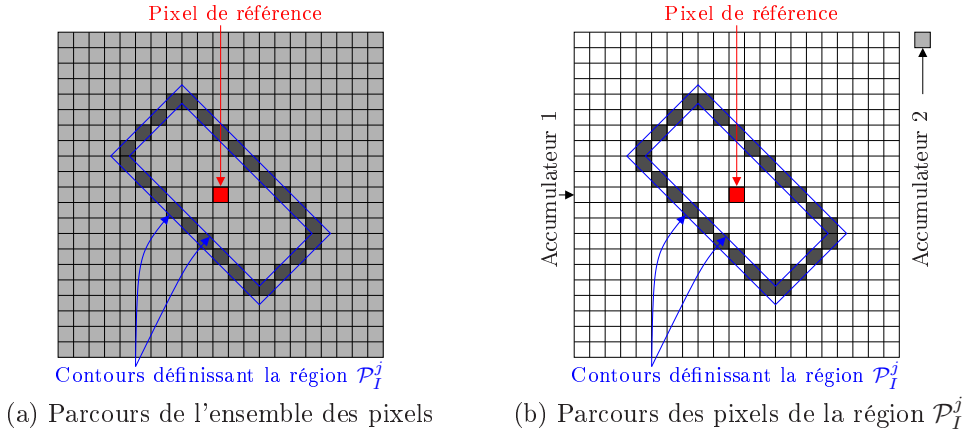 Pixel de référence
Contours définissant la région 𝒫_I^j
(a) Parcours de l'ensemble des pixels
Pixel de référence
Accumulateur 1
Accumulateur 2
Contours définissant la région 𝒫_I^j
(b) Parcours des pixels de la région 𝒫_I^j